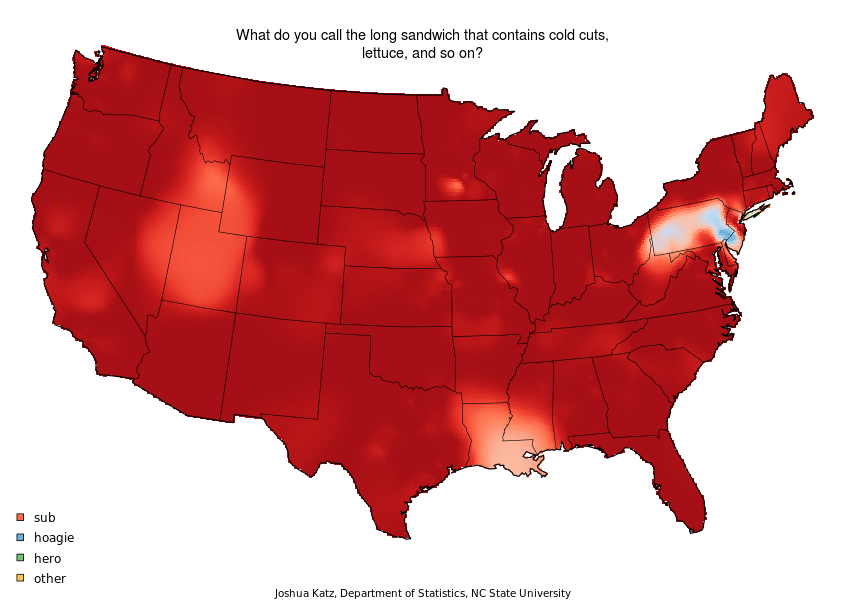 What do you call the long sandwich that contains cold cuts,
lettuce, and so on?
sub
hoagie
hero
other
Joshua Katz, Department of Statistics, NC State University